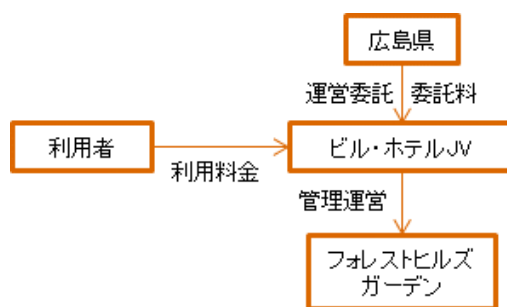 広島県
運営委託 委託料
利用者
利用料金
ビル・ホテルJV
管理運営
フォレストヒルズ
ガーデン